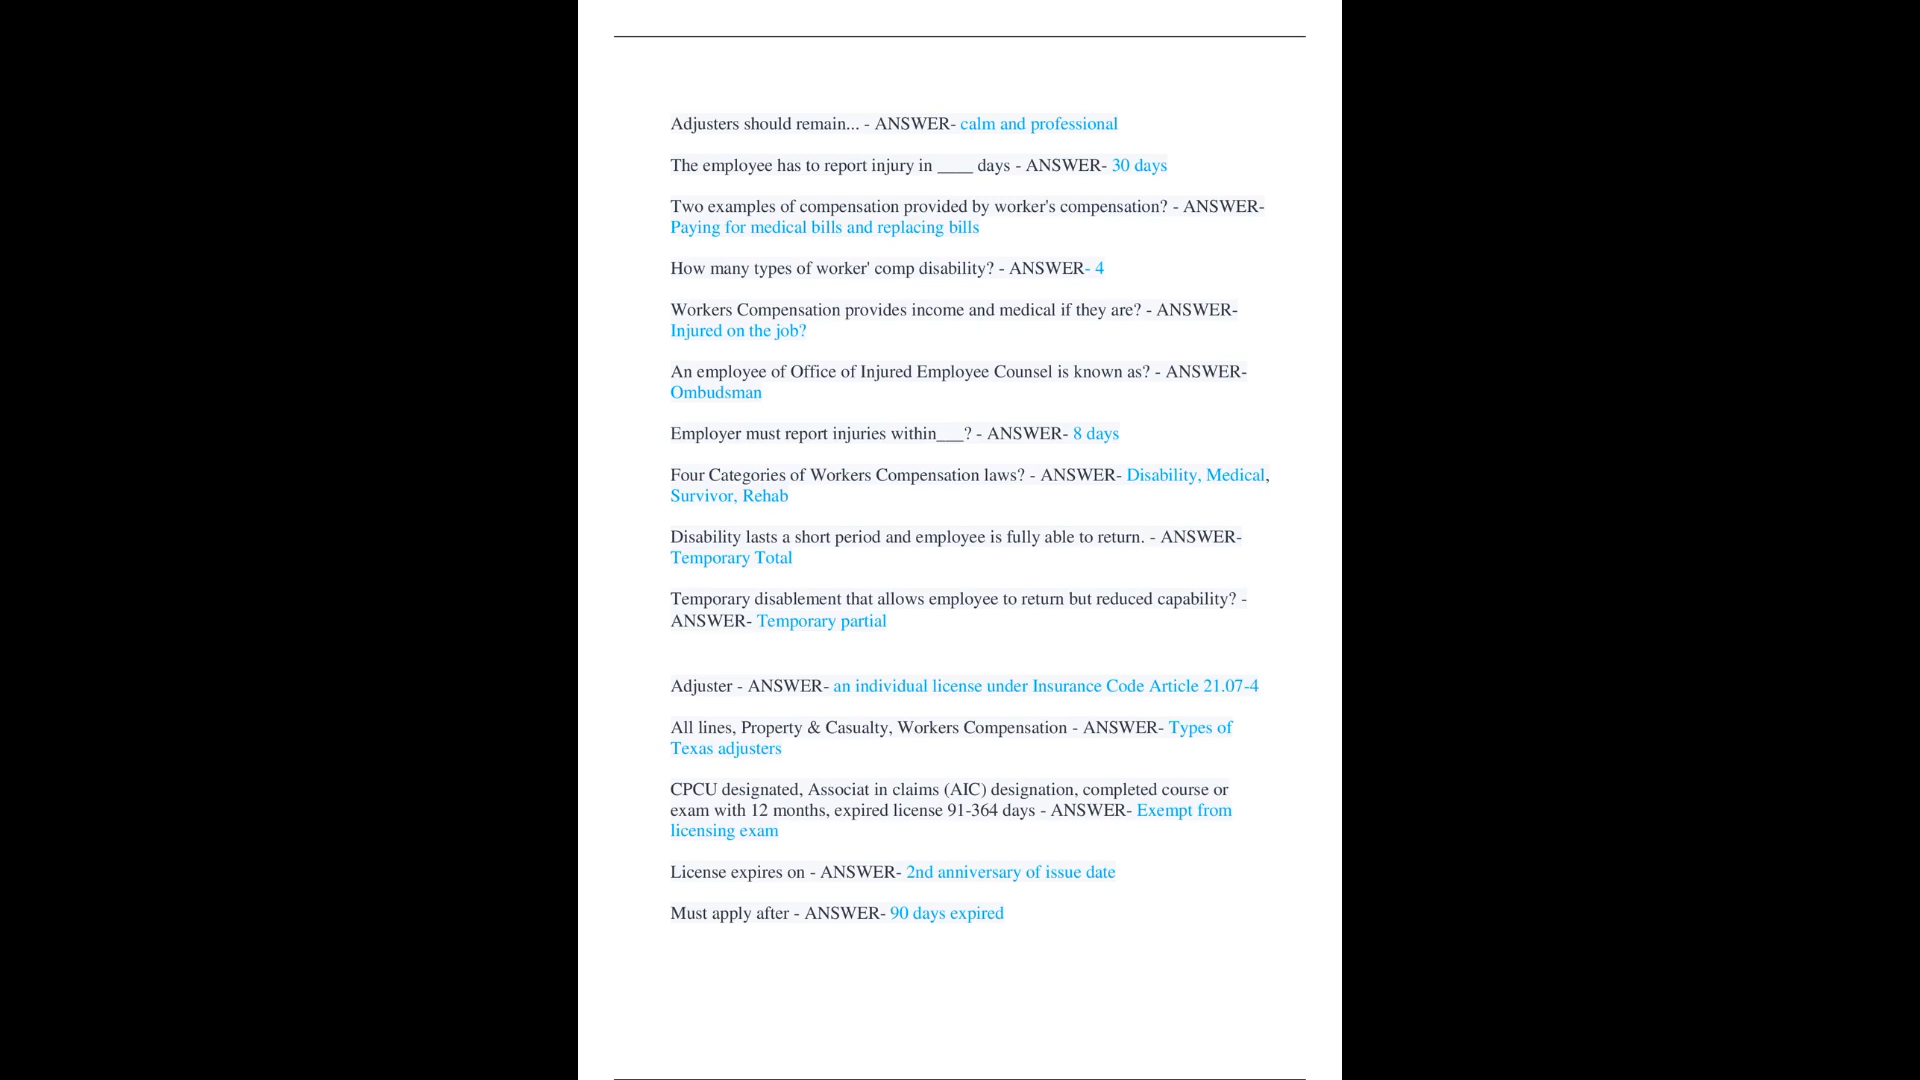 Adjusters should remain... - ANSWER- calm and professional
The employee has to report injury in ____ days - ANSWER- 30 days
Two examples of compensation provided by worker's compensation? - ANSWER-
Paying for medical bills and replacing bills
How many types of worker' comp disability? - ANSWER- 4
Workers Compensation provides income and medical if they are? - ANSWER-
Injured on the job?
An employee of Office of Injured Employee Counsel is known as? - ANSWER-
Ombudsman
Employer must report injuries within___? - ANSWER- 8 days
Four Categories of Workers Compensation laws? - ANSWER- Disability, Medical,
Survivor, Rehab
Disability lasts a short period and employee is fully able to return. - ANSWER-
Temporary Total
Temporary disablement that allows employee to return but reduced capability? -
ANSWER- Temporary partial
Adjuster - ANSWER- an individual license under Insurance Code Article 21.07-4
All lines, Property & Casualty, Workers Compensation - ANSWER- Types of
Texas adjusters
CPCU designated, Associat in claims (AIC) designation, completed course or
exam with 12 months, expired license 91-364 days - ANSWER- Exempt from
licensing exam
License expires on - ANSWER- 2nd anniversary of issue date
Must apply after - ANSWER- 90 days expired